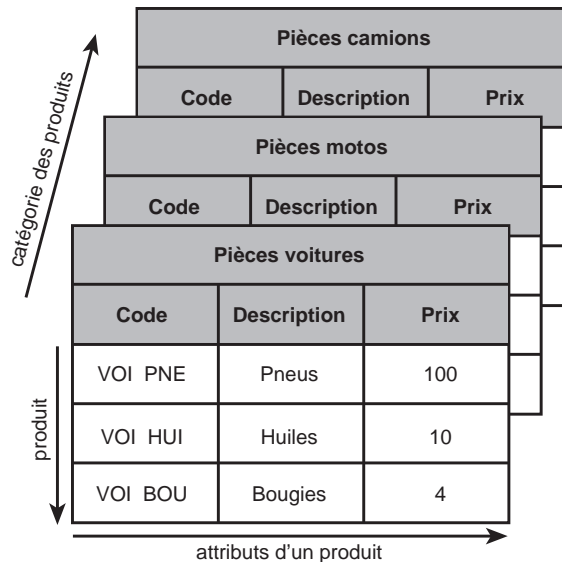 Pièces camions
Code Description Prix
Pièces motos
Code Description Prix
Pièces voitures
Code Description Prix
VOI PNE Pneus 100
VOI HUI Huiles 10
VOI BOU Bougies 4
catégorie des produits
produit
attributs d'un produit